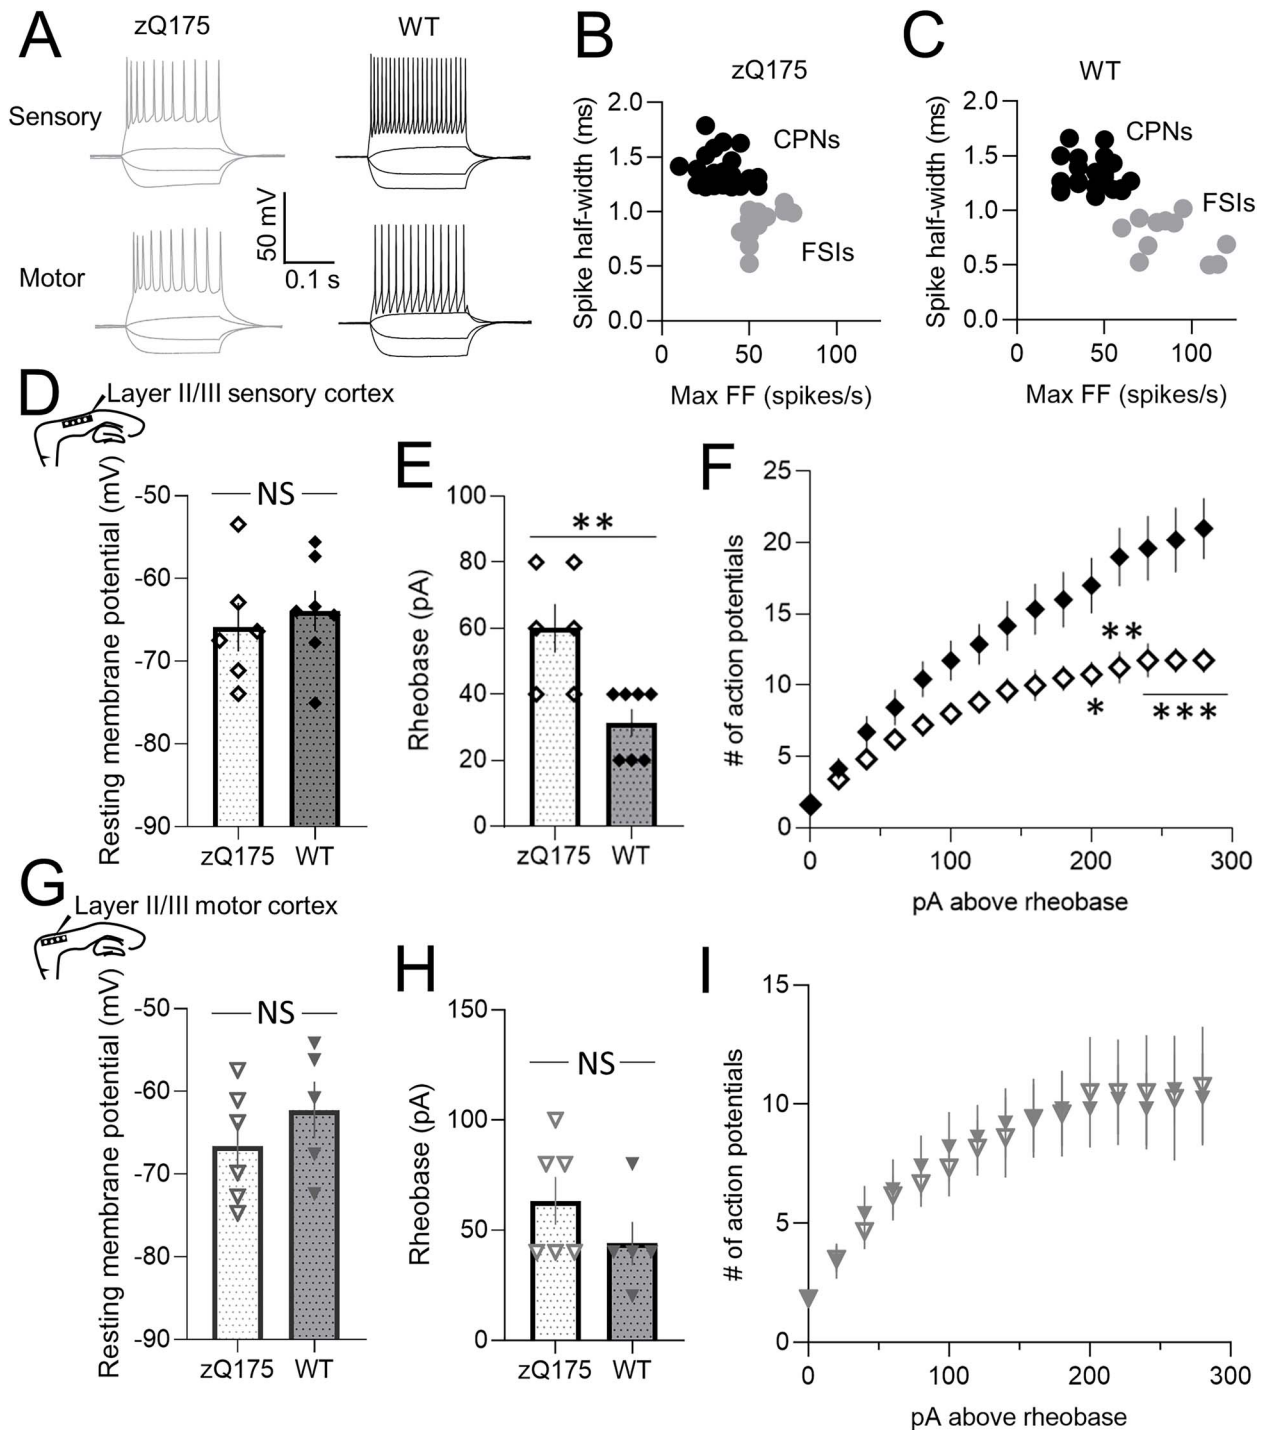 A
zQ175
WT
Sensory
Motor
50 mV
0.1 s
B
zQ175
Spike half-width (ms)
2.0
1.5
1.0
0.5
0.0
CPNs
FSIs
0
50
100
Max FF (spikes/s)
C
WT
Spike half-width (ms)
2.0
1.5
1.0
0.5
0.0
CPNs
FSIs
0
50
100
Max FF (spikes/s)
D
Layer II/III sensory cortex
Resting membrane potential (mV)
-50
-60
-70
-80
-90
NS
zQ175
WT
E
Rheobase (pA)
100
80
60
40
20
0
**
zQ175
WT
F
# of action potentials
25
20
15
10
5
0
**
*
***
0
100
200
300
pA above rheobase
G
Layer II/III motor cortex
Resting membrane potential (mV)
-50
-60
-70
-80
-90
NS
zQ175
WT
H
Rheobase (pA)
150
100
50
0
NS
zQ175
WT
I
# of action potentials
15
10
5
0
0
100
200
300
pA above rheobase